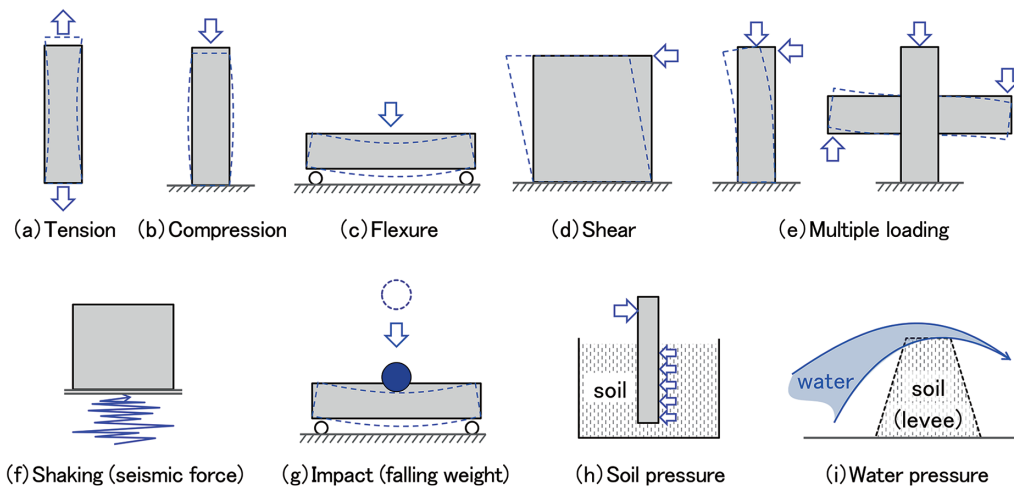 (a)Tension
(b)Compression
(c)Flexure
(d)Shear
(e)Multiple loading
soil
water
soil
(levee)
(f)Shaking(seismic force)
(g)Impact(falling weight)
(h)Soil pressure
(i)Water pressure